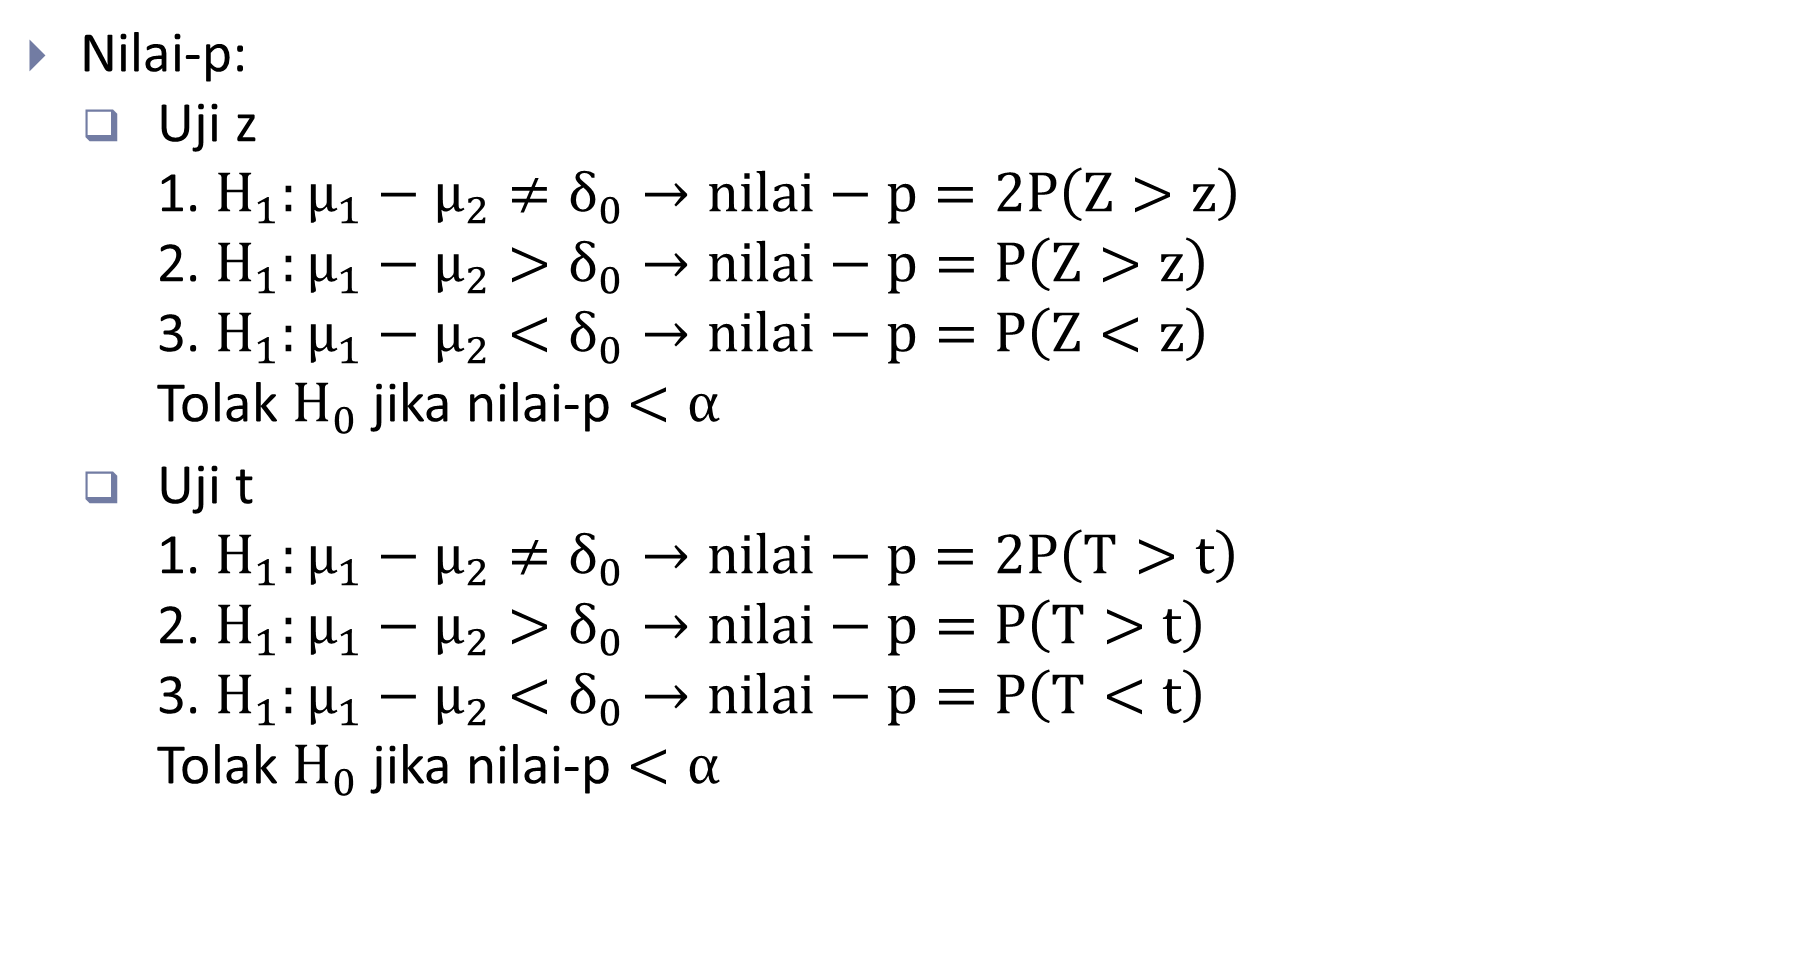 Nilai-p:
Uji z
1. H₁: μ₁ − μ₂ ≠ δ₀ → nilai − p = 2P(Z > z)
2. H₁: μ₁ − μ₂ > δ₀ → nilai − p = P(Z > z)
3. H₁: μ₁ − μ₂ < δ₀ → nilai − p = P(Z < z)
Tolak H₀ jika nilai-p < α
Uji t
1. H₁: μ₁ − μ₂ ≠ δ₀ → nilai − p = 2P(T > t)
2. H₁: μ₁ − μ₂ > δ₀ → nilai − p = P(T > t)
3. H₁: μ₁ − μ₂ < δ₀ → nilai − p = P(T < t)
Tolak H₀ jika nilai-p < α